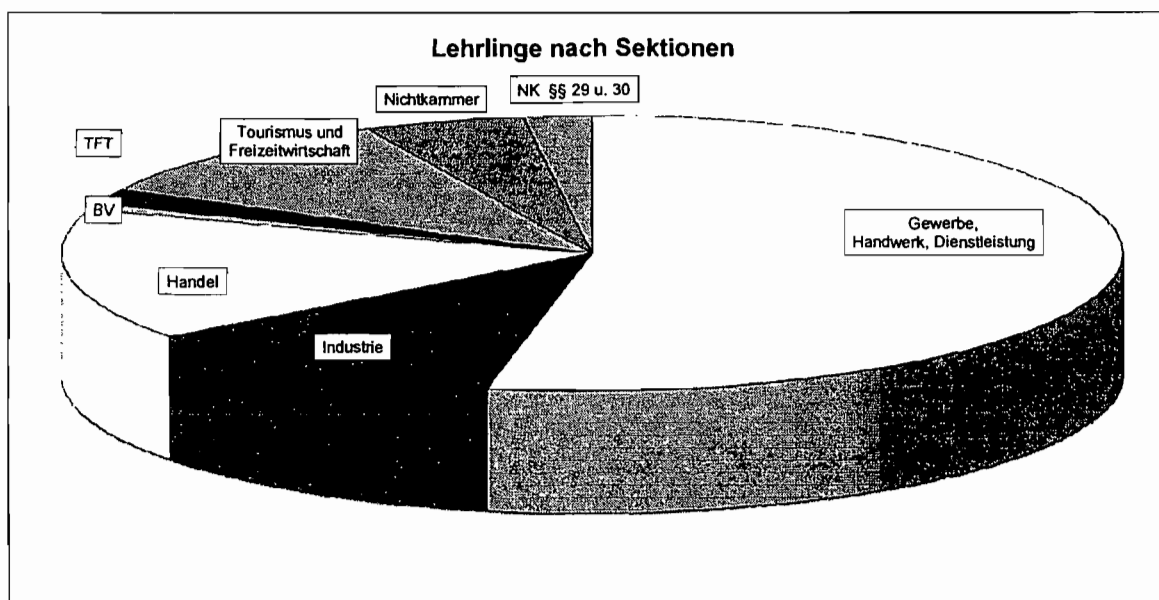 Lehrlinge nach Sektionen
NK §§ 29 u. 30
Nichtkammer
Tourismus und
Freizeitwirtschaft
TFT
BV
Gewerbe,
Handwerk, Dienstleistung
Handel
Industrie